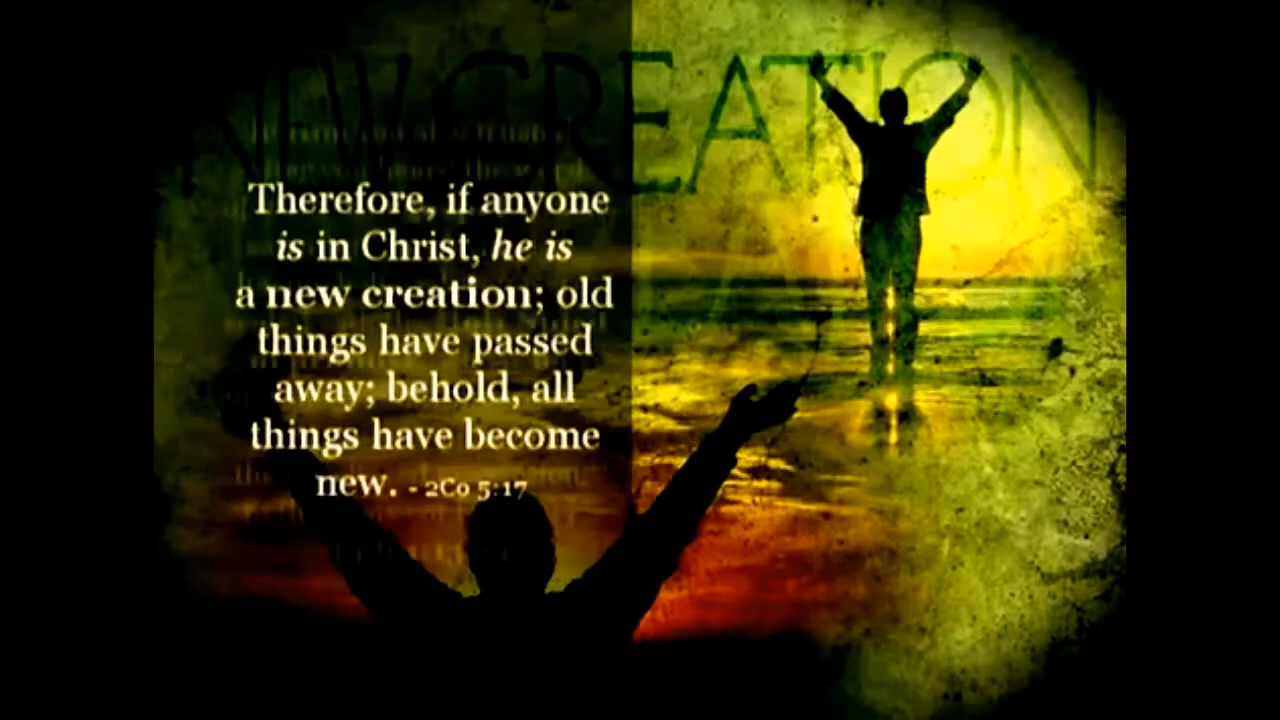 NEW CREATION
Therefore, if anyone
is in Christ, he is
a new creation; old
things have passed
away; behold, all
things have become
new. - 2Co 5:17